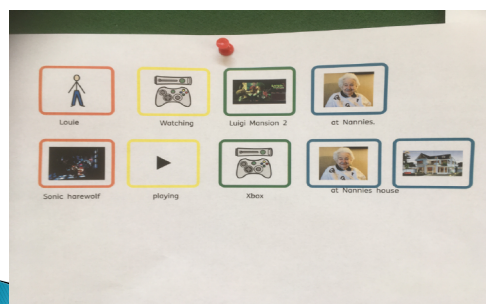 Louie Watching Luigi Mansion 2 at Nannies.
Sonic harewolf playing Xbox at Nannies house